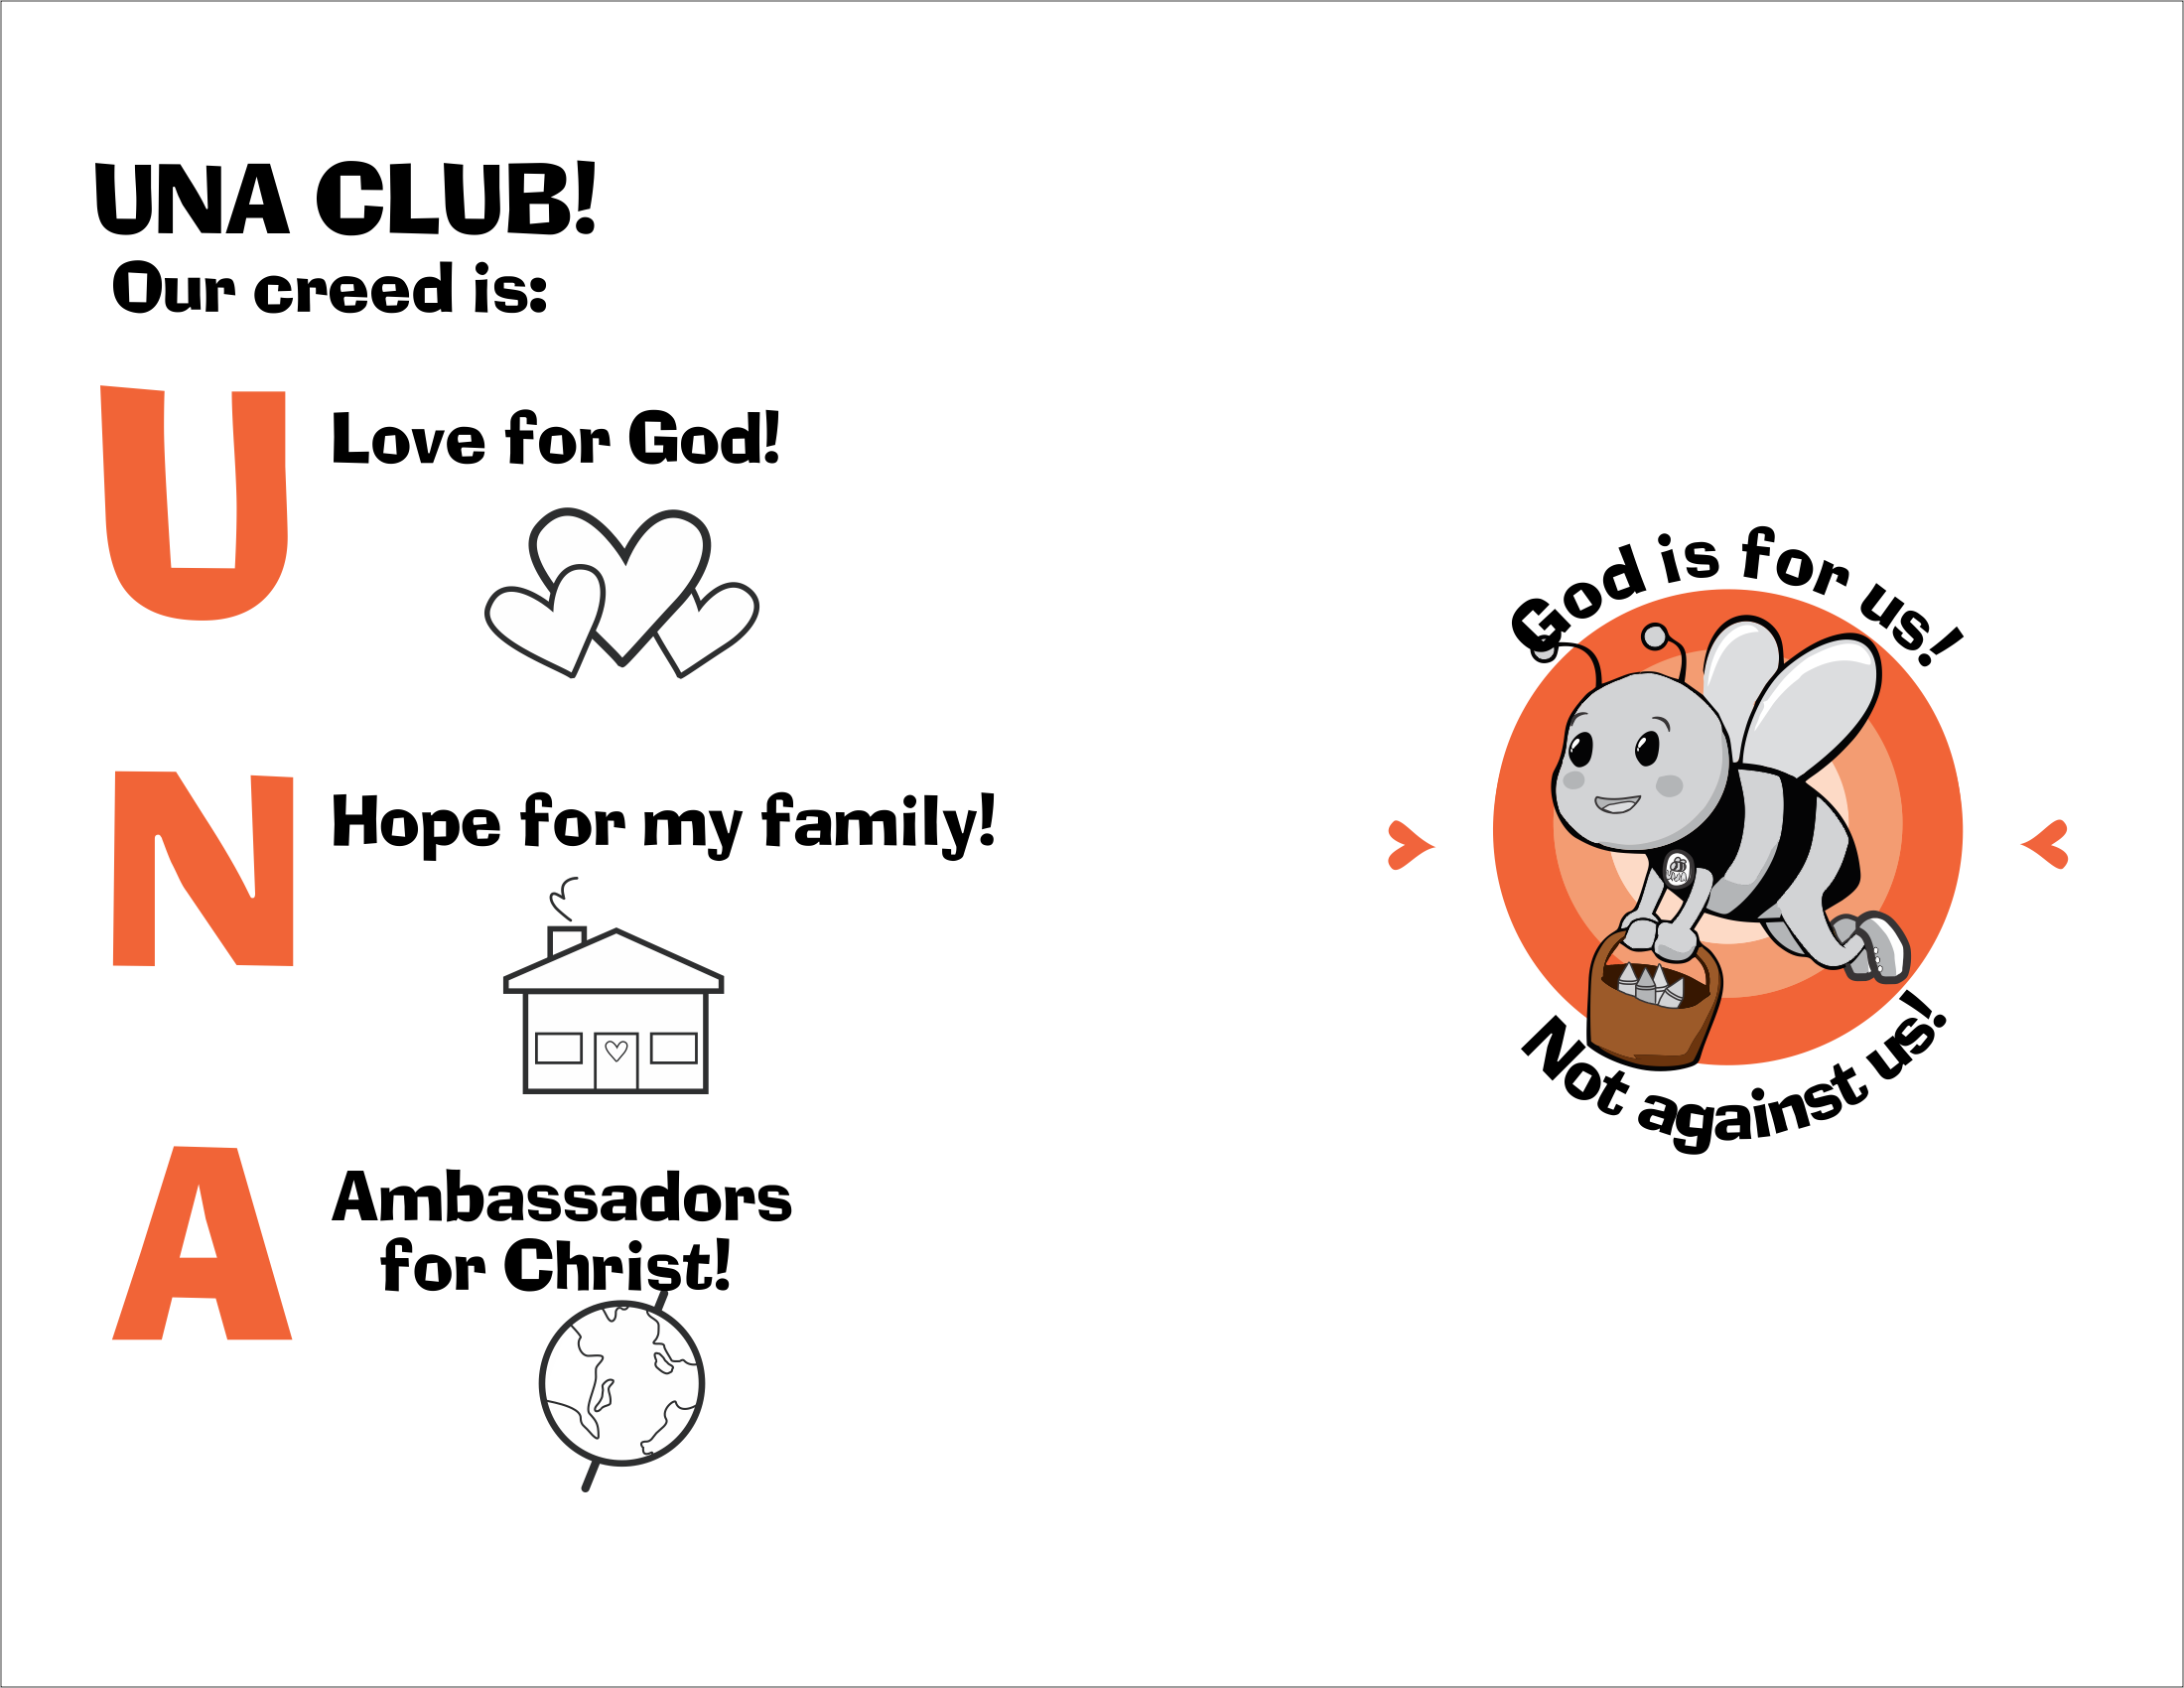 UNA CLUB!
Our creed is:
U
Love for God!
N
Hope for my family!
A
Ambassadors
for Christ!
God is for us!
Not against us!